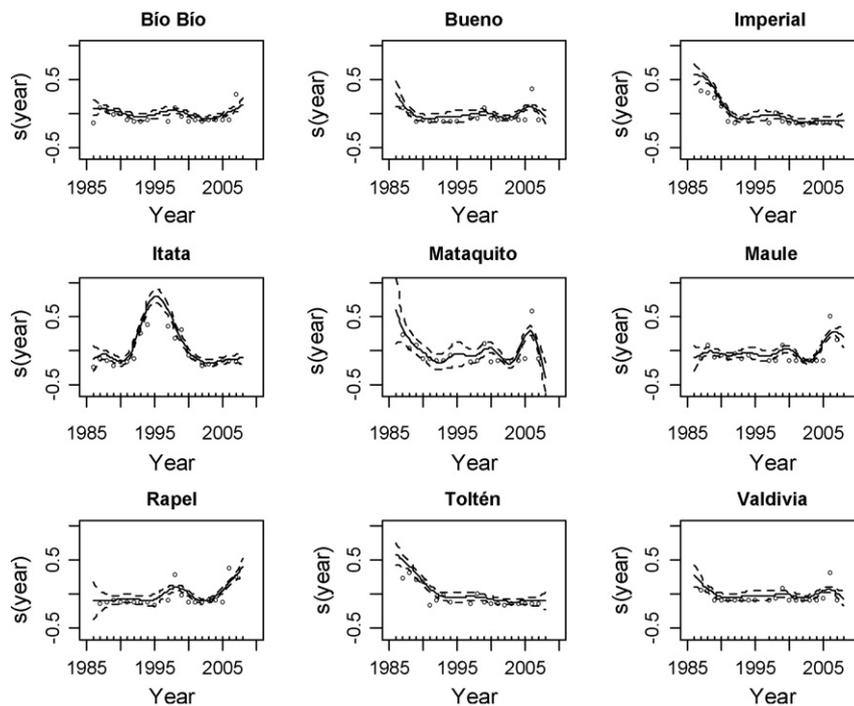 Bío Bío
Bueno
Imperial
s(year)
0.5
-0.5
1985
1995
2005
Year
s(year)
0.5
-0.5
1985
1995
2005
Year
s(year)
0.5
-0.5
1985
1995
2005
Year
Itata
Mataquito
Maule
s(year)
0.5
-0.5
1985
1995
2005
Year
s(year)
0.5
-0.5
1985
1995
2005
Year
s(year)
0.5
-0.5
1985
1995
2005
Year
Rapel
Toltén
Valdivia
s(year)
0.5
-0.5
1985
1995
2005
Year
s(year)
0.5
-0.5
1985
1995
2005
Year
s(year)
0.5
-0.5
1985
1995
2005
Year